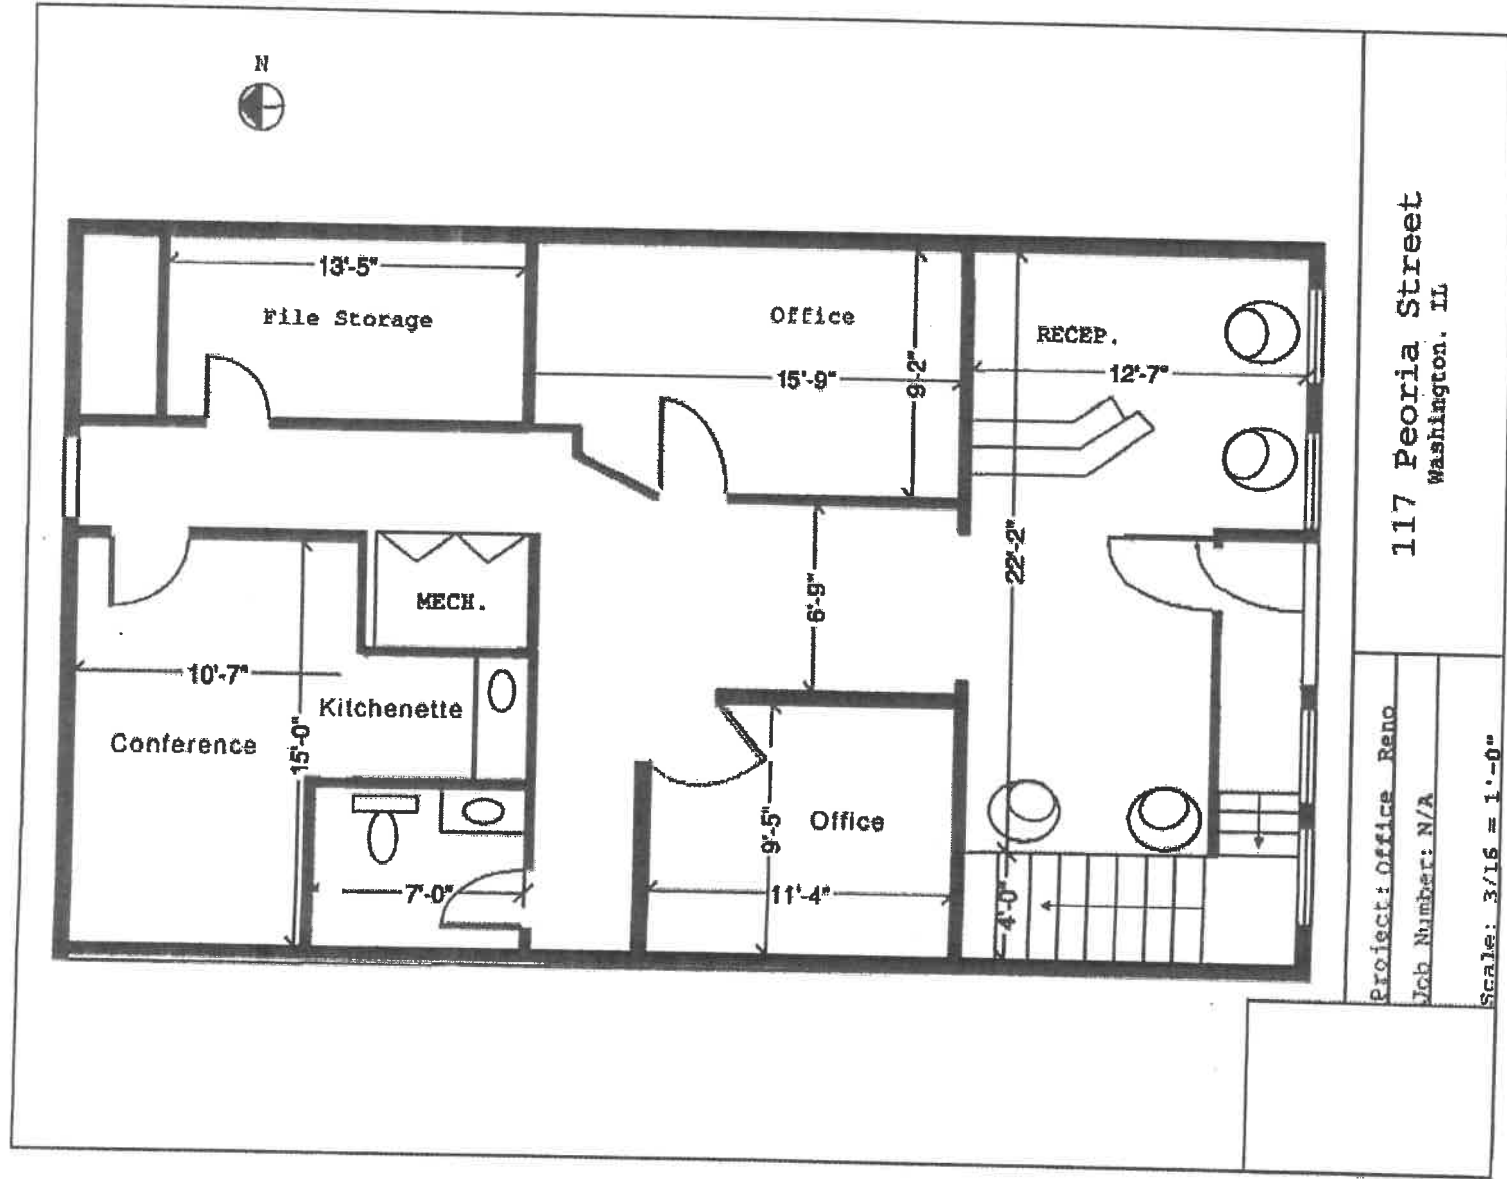 N
13'-5"
File Storage
Office
15'-9"
9'-2"
RECEP.
12'-7"
22'-2"
6'-9"
MECH.
10'-7"
Kitchenette
Conference
15'-0"
7'-0"
Office
9'-5"
11'-4"
4'-0"
117 Peoria Street
Washington. IL
Project: Office Reno
Job Number: N/A
Scale: 3/16 = 1'-0"